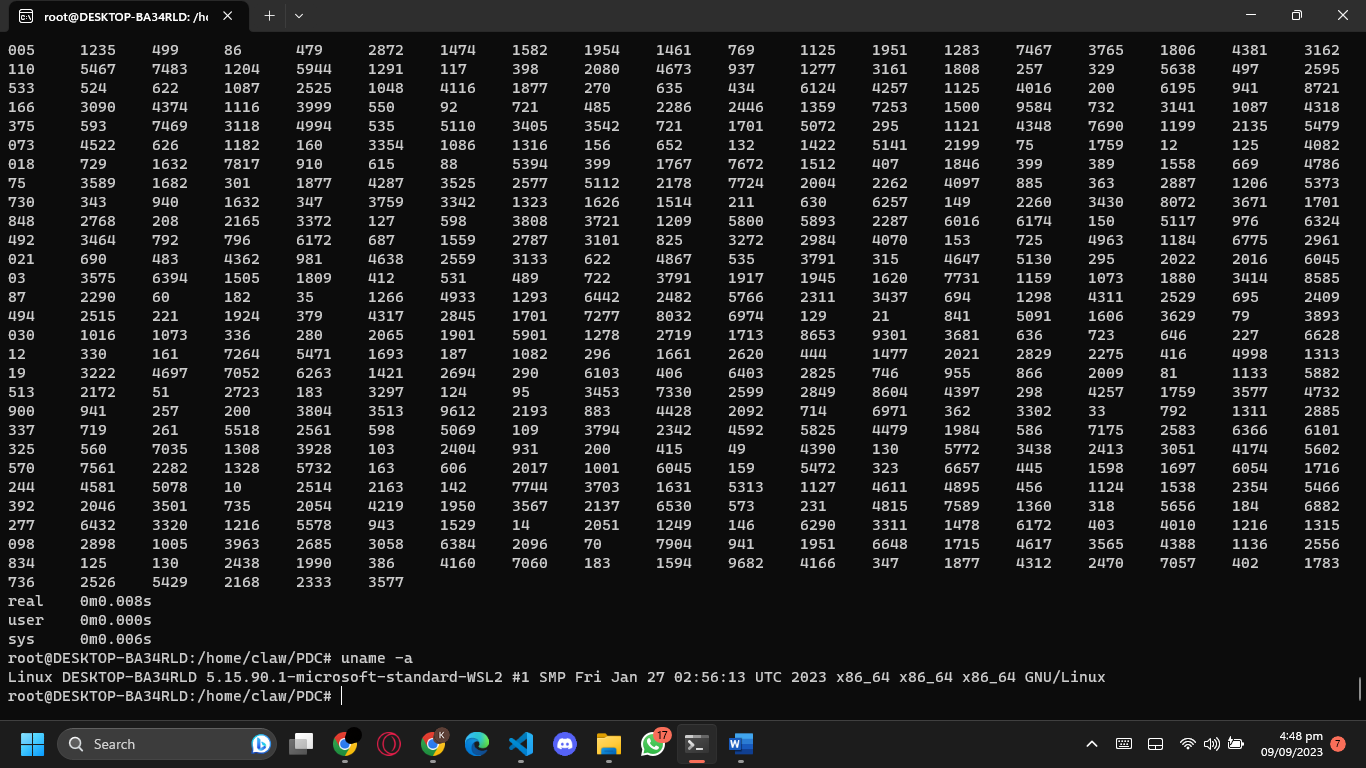 root@DESKTOP-BA34RLD: /h
005 1235 499 86 479 2872 1474 1582 1954 1461 769 1125 1951 1283 7467 3765 1806 4381 3162
110 5467 7483 1204 5944 1291 117 398 2080 4673 937 1277 3161 1808 257 329 5638 497 2595
533 524 622 1087 2525 1048 4116 1877 270 635 434 6124 4257 1125 4016 200 6195 941 8721
166 3090 4374 1116 3999 550 92 721 485 2286 2446 1359 7253 1500 9584 732 3141 1087 4318
375 593 7469 3118 4994 535 5110 3405 3542 721 1701 5072 295 1121 4348 7690 1199 2135 5479
073 4522 626 1182 160 3354 1086 1316 156 652 132 1422 5141 2199 75 1759 12 125 4082
018 729 1632 7817 910 615 88 5394 399 1767 7672 1512 407 1846 399 389 1558 669 4786
75 3589 1682 301 1877 4287 3525 2577 5112 2178 7724 2004 2262 4097 885 363 2887 1206 5373
730 343 940 1632 347 3759 3342 1323 1626 1514 211 630 6257 149 2260 3430 8072 3671 1701
848 2768 208 2165 3372 127 598 3808 3721 1209 5800 5893 2287 6016 6174 150 5117 976 6324
492 3464 792 796 6172 687 1559 2787 3101 825 3272 2984 4070 153 725 4963 1184 6775 2961
021 690 483 4362 981 4638 2559 3133 622 4867 535 3791 315 4647 5130 295 2022 2016 6045
03 3575 6394 1505 1809 412 531 489 722 3791 1917 1945 1620 7731 1159 1073 1880 3414 8585
87 2290 60 182 35 1266 4933 1293 6442 2482 5766 2311 3437 694 1298 4311 2529 695 2409
494 2515 221 1924 379 4317 2845 1701 7277 8032 6974 129 21 841 5091 1606 3629 79 3893
030 1016 1073 336 280 2065 1901 5901 1278 2719 1713 8653 9301 3681 636 723 646 227 6628
12 330 161 7264 5471 1693 187 1082 296 1661 2620 444 1477 2021 2829 2275 416 4998 1313
19 3222 4697 7052 6263 1421 2694 290 6103 406 6403 2825 746 955 866 2009 81 1133 5882
513 2172 51 2723 183 3297 124 95 3453 7330 2599 2849 8604 4397 298 4257 1759 3577 4732
900 941 257 200 3804 3513 9612 2193 883 4428 2092 714 6971 362 3302 33 792 1311 2885
337 719 261 5518 2561 598 5069 109 3794 2342 4592 5825 4479 1984 586 7175 2583 6366 6101
325 560 7035 1308 3928 103 2404 931 200 415 49 4390 130 5772 3438 2413 3051 4174 5602
570 7561 2282 1328 5732 163 606 2017 1001 6045 159 5472 323 6657 445 1598 1697 6054 1716
244 4581 5078 10 2514 2163 142 7744 3703 1631 5313 1127 4611 4895 456 1124 1538 2354 5466
392 2046 3501 735 2054 4219 1950 3567 2137 6530 573 231 4815 7589 1360 318 5656 184 6882
277 6432 3320 1216 5578 943 1529 14 2051 1249 146 6290 3311 1478 6172 403 4010 1216 1315
098 2898 1005 3963 2685 3058 6384 2096 70 7904 941 1951 6648 1715 4617 3565 4388 1136 2556
834 125 130 2438 1990 386 4160 7060 183 1594 9682 4166 347 1877 4312 2470 7057 402 1783
736 2526 5429 2168 2333 3577
real 0m0.008s
user 0m0.000s
sys 0m0.006s
root@DESKTOP-BA34RLD:/home/claw/PDC# uname -a
Linux DESKTOP-BA34RLD 5.15.90.1-microsoft-standard-WSL2 #1 SMP Fri Jan 27 02:56:13 UTC 2023 x86_64 x86_64 x86_64 GNU/Linux
root@DESKTOP-BA34RLD:/home/claw/PDC#
Search
K
17
W
4:48 pm
09/09/2023
7